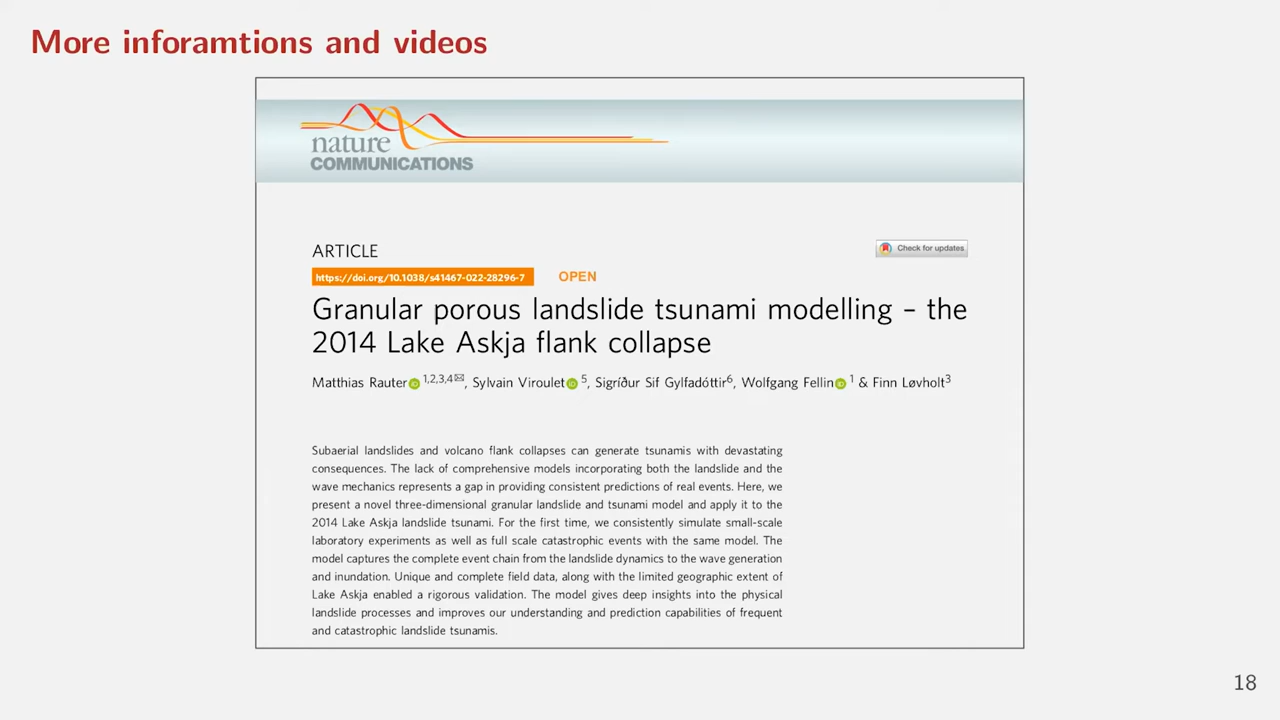 More inforamtions and videos
nature
COMMUNICATIONS
ARTICLE
Check for updates
https://doi.org/10.1038/s41467-022-28296-7 OPEN
Granular porous landslide tsunami modelling – the
2014 Lake Askja flank collapse
Matthias Rauter 1,2,3,4✉, Sylvain Viroulet 5, Sigríður Sif Gylfadóttir6, Wolfgang Fellin 1 & Finn Løvholt3
Subaerial landslides and volcano flank collapses can generate tsunamis with devastating
consequences. The lack of comprehensive models incorporating both the landslide and the
wave mechanics represents a gap in providing consistent predictions of real events. Here, we
present a novel three-dimensional granular landslide and tsunami model and apply it to the
2014 Lake Askja landslide tsunami. For the first time, we consistently simulate small-scale
laboratory experiments as well as full scale catastrophic events with the same model. The
model captures the complete event chain from the landslide dynamics to the wave generation
and inundation. Unique and complete field data, along with the limited geographic extent of
Lake Askja enabled a rigorous validation. The model gives deep insights into the physical
landslide processes and improves our understanding and prediction capabilities of frequent
and catastrophic landslide tsunamis.
18